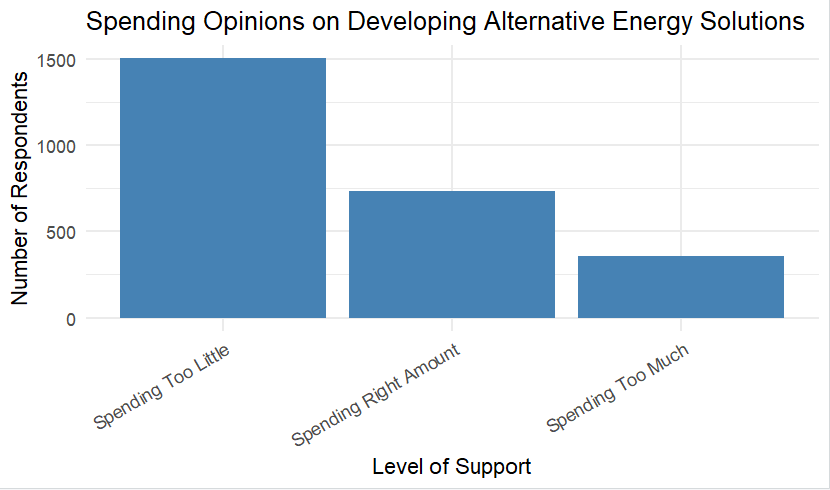 Spending Opinions on Developing Alternative Energy Solutions
Number of Respondents
1500
1000
500
0
Spending Too Little
Spending Right Amount
Spending Too Much
Level of Support